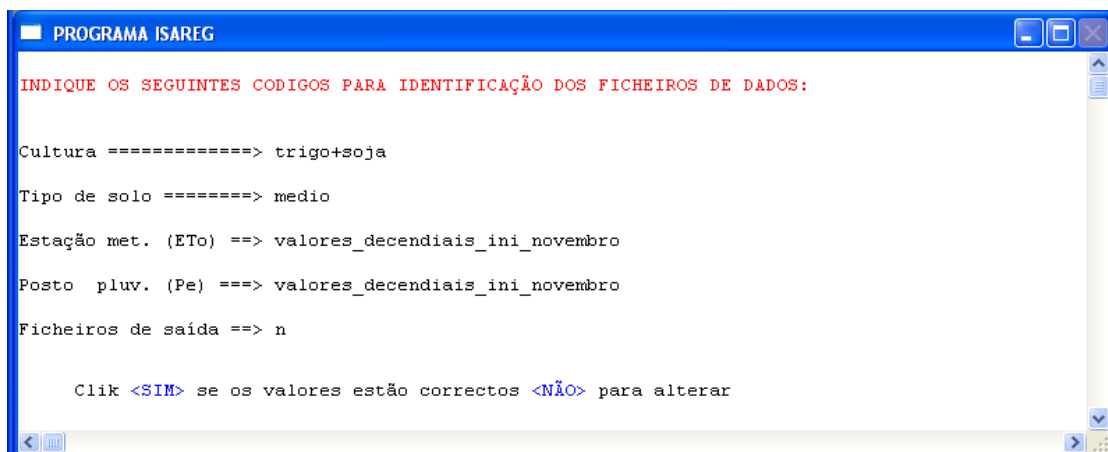 PROGRAMA ISAREG
INDIQUE OS SEGUINTES CODIGOS PARA IDENTIFICAÇÃO DOS FICHEIROS DE DADOS:
Cultura =============> trigo+soja
Tipo de solo ========> medio
Estação met. (ETo) ==> valores_decendiais_ini_novembro
Posto  pluv. (Pe) ===> valores_decendiais_ini_novembro
Ficheiros de saída ==> n
Clik <SIM> se os valores estão correctos <NÃO> para alterar